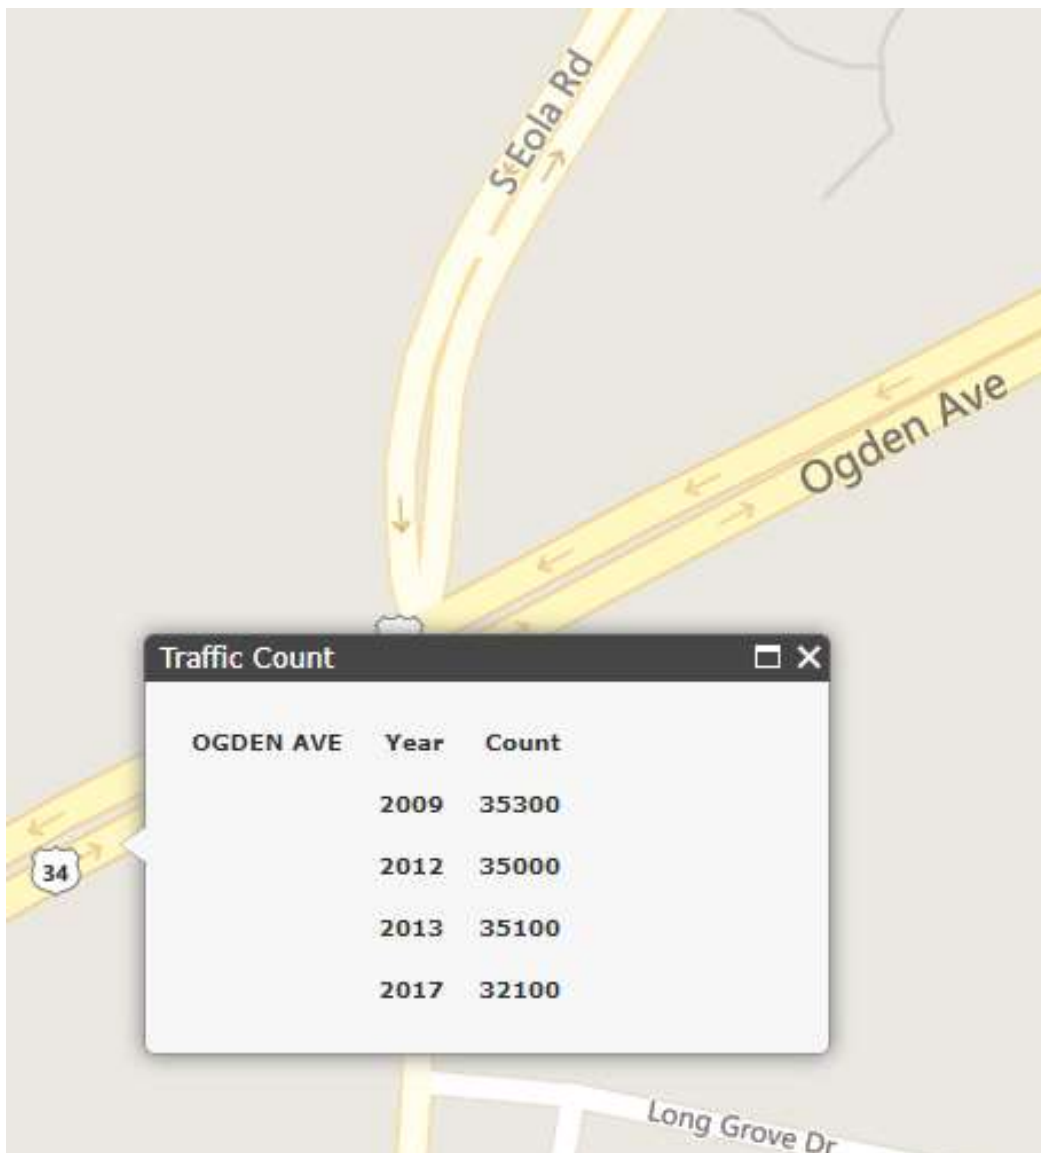 S Eola Rd
Ogden Ave
Traffic Count
OGDEN AVE Year Count
2009 35300
2012 35000
2013 35100
34
2017 32100
Long Grove Dr